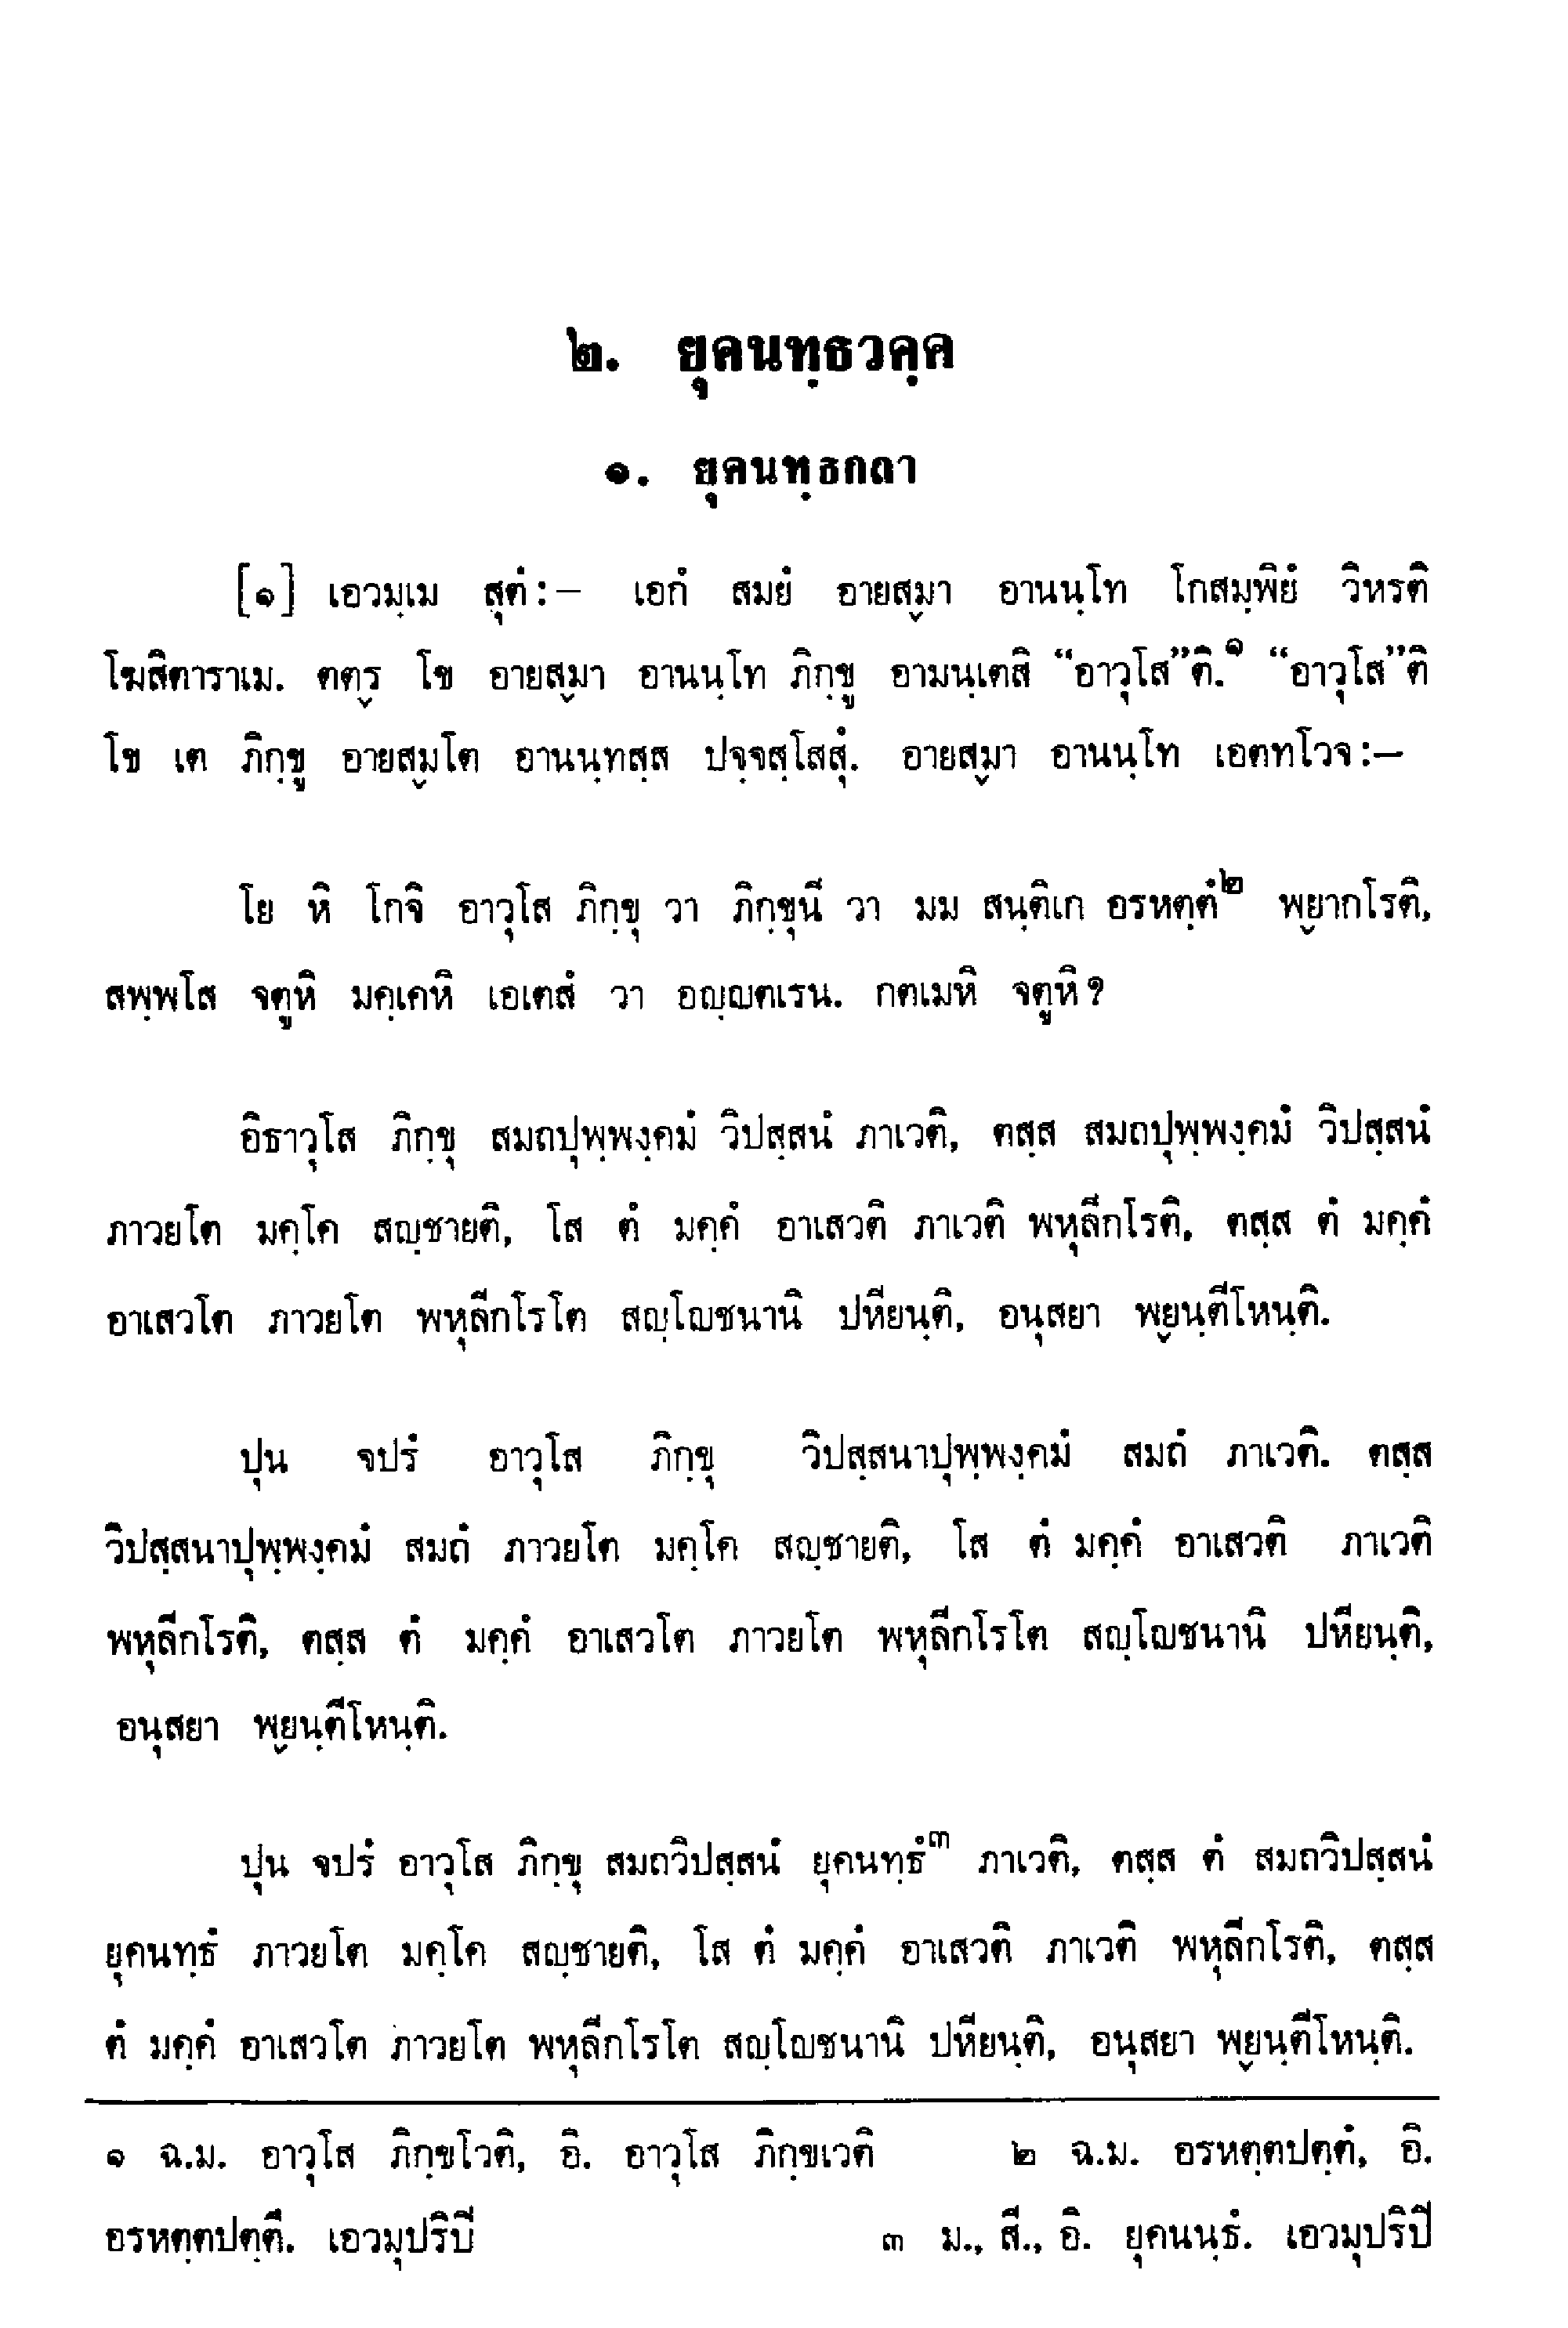 ๒. ยุคนทฺธวคฺค
๑. ยุคนทฺธกถา
[๑] เอวมฺเม สุตํ:– เอกํ สมยํ อายสฺมา อานนฺโท โกสมฺพิยํ วิหรติ
โฆสิตาราเม. ตตฺร โข อายสฺมา อานนฺโท ภิกฺขู อามนฺเตสิ “อาวุโส”ติ.๑ “อาวุโส”ติ
โข เต ภิกฺขู อายสฺมโต อานนฺทสฺส ปจฺจสฺโสสุํ. อายสฺมา อานนฺโท เอตทโวจ:–
โย หิ โกจิ อาวุโส ภิกฺขุ วา ภิกฺขุนี วา มม สนฺติเก อรหตฺตํ๒ พฺยากโรติ,
สพฺพโส จตูหิ มคฺเคหิ เอเตสํ วา อญฺญตเรน. กตเมหิ จตูหิ?
อิธาวุโส ภิกฺขุ สมถปุพฺพงฺคมํ วิปสฺสนํ ภาเวติ, ตสฺส สมถปุพฺพงฺคมํ วิปสฺสนํ
ภาวยโต มคฺโค สญฺชายติ, โส ตํ มคฺคํ อาเสวติ ภาเวติ พหุลีกโรติ, ตสฺส ตํ มคฺคํ
อาเสวโต ภาวยโต พหุลีกโรโต สญฺโญชนานิ ปหียนฺติ, อนุสยา พฺยนฺตีโหนฺติ.
ปุน จปรํ อาวุโส ภิกฺขุ วิปสฺสนาปุพฺพงฺคมํ สมถํ ภาเวติ. ตสฺส
วิปสฺสนาปุพฺพงฺคมํ สมถํ ภาวยโต มคฺโค สญฺชายติ, โส ตํ มคฺคํ อาเสวติ ภาเวติ
พหุลีกโรติ, ตสฺส ตํ มคฺคํ อาเสวโต ภาวยโต พหุลีกโรโต สญฺโญชนานิ ปหียนฺติ,
อนุสยา พฺยนฺตีโหนฺติ.
ปุน จปรํ อาวุโส ภิกฺขุ สมถวิปสฺสนํ ยุคนทฺธํ๓ ภาเวติ, ตสฺส ตํ สมถวิปสฺสนํ
ยุคนทฺธํ ภาวยโต มคฺโค สญฺชายติ, โส ตํ มคฺคํ อาเสวติ ภาเวติ พหุลีกโรติ, ตสฺส
ตํ มคฺคํ อาเสวโต ภาวยโต พหุลีกโรโต สญฺโญชนานิ ปหียนฺติ, อนุสยา พฺยนฺตีโหนฺติ.
๑ ฉ.ม. อาวุโส ภิกฺขโวติ, อิ. อาวุโส ภิกฺขเวติ ๒ ฉ.ม. อรหตฺตปตฺตํ, อิ.
อรหตฺตปตฺตึ. เอวมุปริปี ๓ ม., สี., อิ. ยุคนนฺธํ. เอวมุปริปี